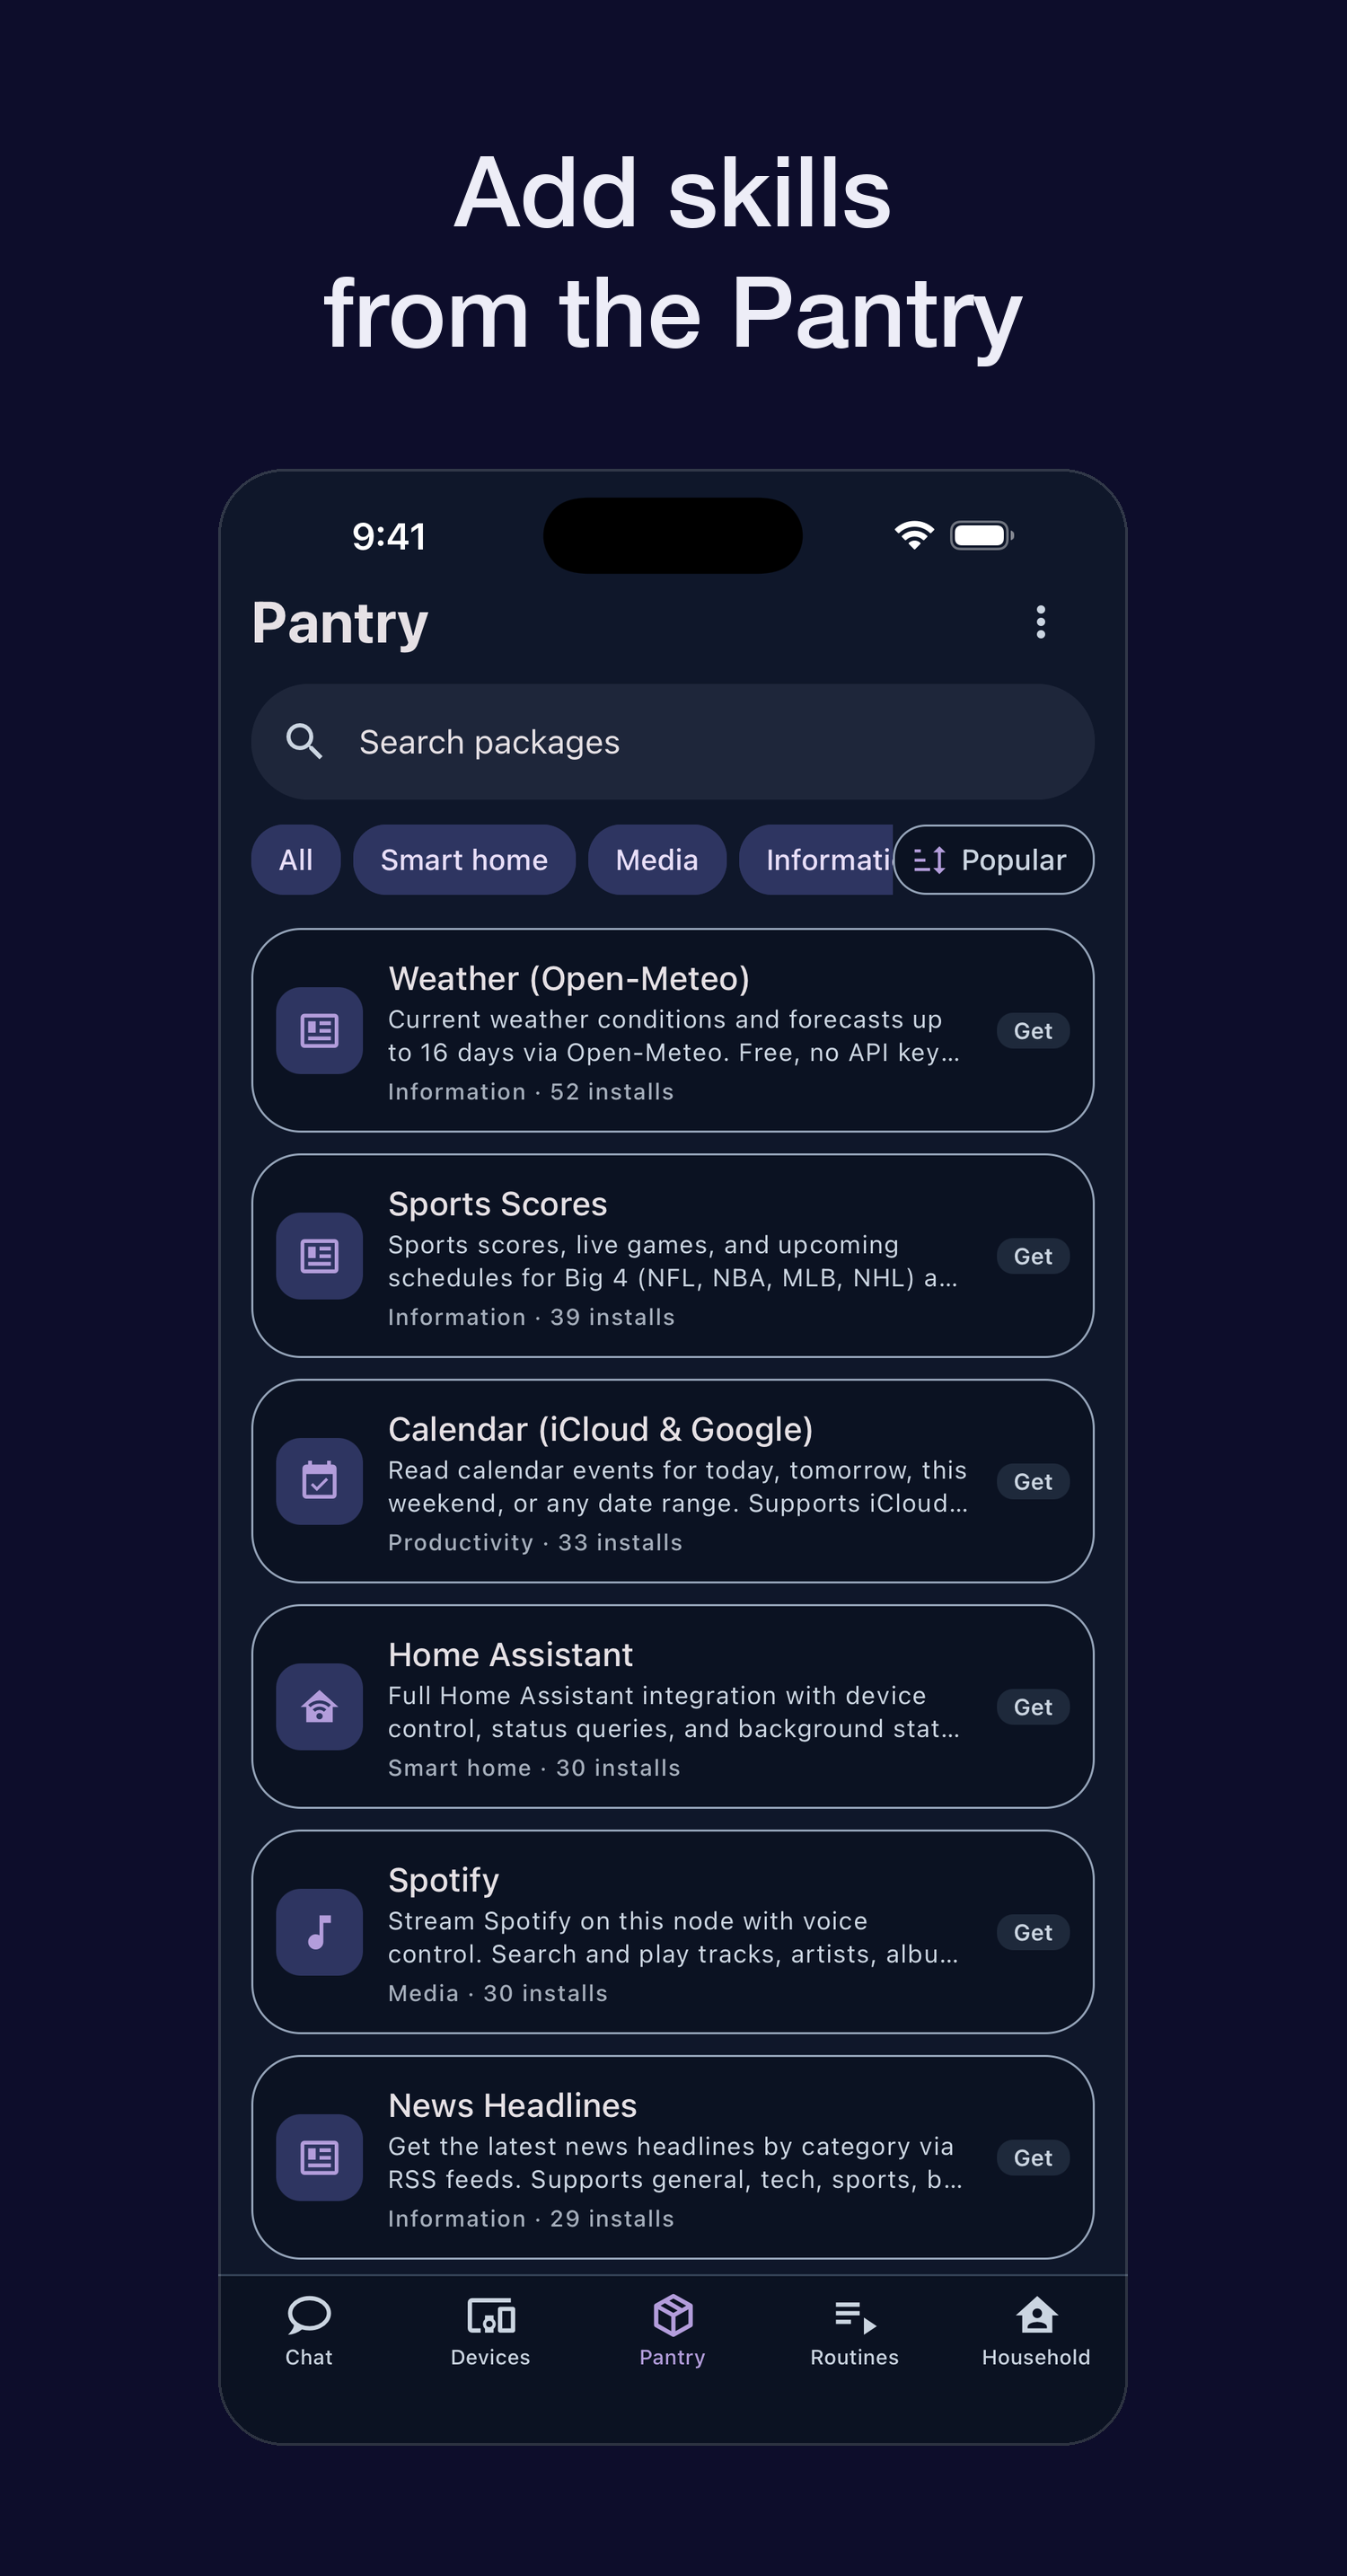 Add skills
from the Pantry
9:41
Pantry
Search packages
All Smart home Media Informati Popular
Weather (Open-Meteo)
Current weather conditions and forecasts up
to 16 days via Open-Meteo. Free, no API key...
Information · 52 installs
Get
Sports Scores
Sports scores, live games, and upcoming
schedules for Big 4 (NFL, NBA, MLB, NHL) a...
Information · 39 installs
Get
Calendar (iCloud & Google)
Read calendar events for today, tomorrow, this
weekend, or any date range. Supports iCloud...
Productivity · 33 installs
Get
Home Assistant
Full Home Assistant integration with device
control, status queries, and background stat...
Smart home · 30 installs
Get
Spotify
Stream Spotify on this node with voice
control. Search and play tracks, artists, albu...
Media · 30 installs
Get
News Headlines
Get the latest news headlines by category via
RSS feeds. Supports general, tech, sports, b...
Information · 29 installs
Get
Chat Devices Pantry Routines Household